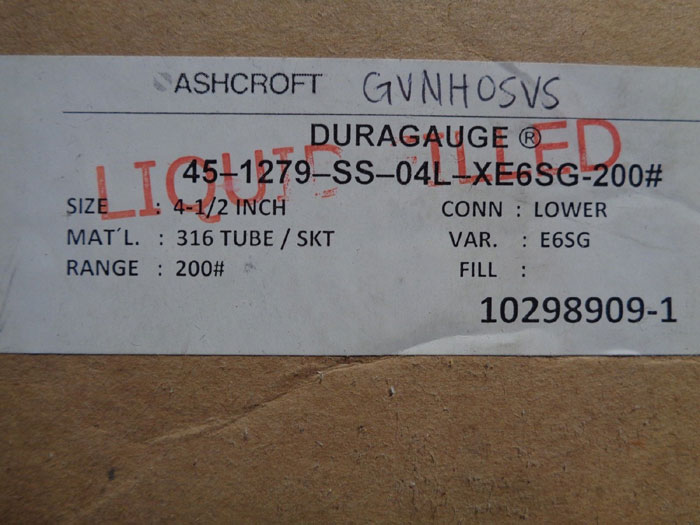 ASHCROFT GVNHOSVS
DURAGAUGE ®
LIQUID FILLED
45-1279-SS-04L-XE6SG-200#
SIZE : 4-1/2 INCH CONN : LOWER
MAT´L. : 316 TUBE / SKT VAR. : E6SG
RANGE : 200# FILL :
10298909-1